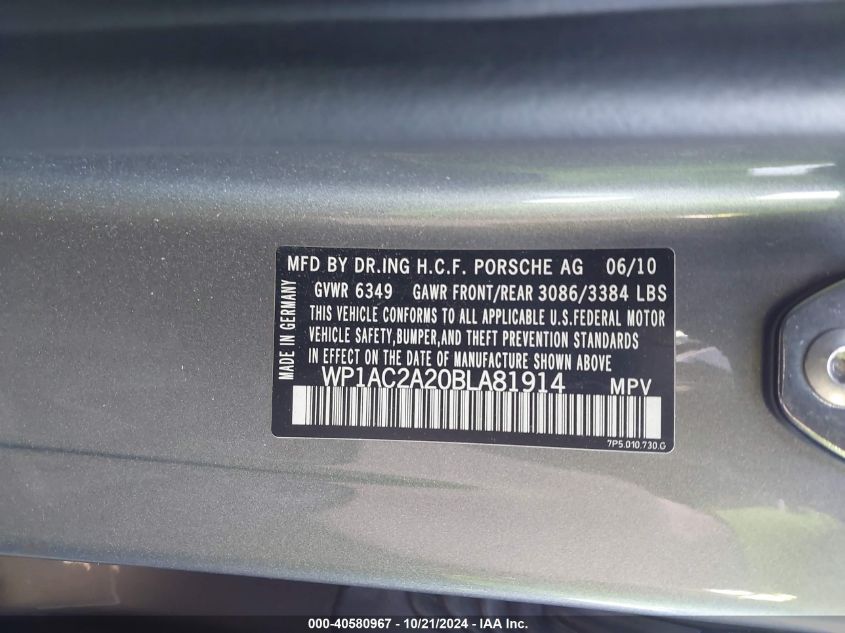 MFD BY DR.ING H.C.F. PORSCHE AG 06/10
GVWR 6349 GAWR FRONT/REAR 3086/3384 LBS
THIS VEHICLE CONFORMS TO ALL APPLICABLE U.S.FEDERAL MOTOR
VEHICLE SAFETY,BUMPER,AND THEFT PREVENTION STANDARDS
IN EFFECT ON THE DATE OF MANUFACTURE SHOWN ABOVE
WP1AC2A20BLA81914 MPV
7P5.010.730.G
MADE IN GERMANY
000-40580967 - 10/21/2024 - IAA Inc.